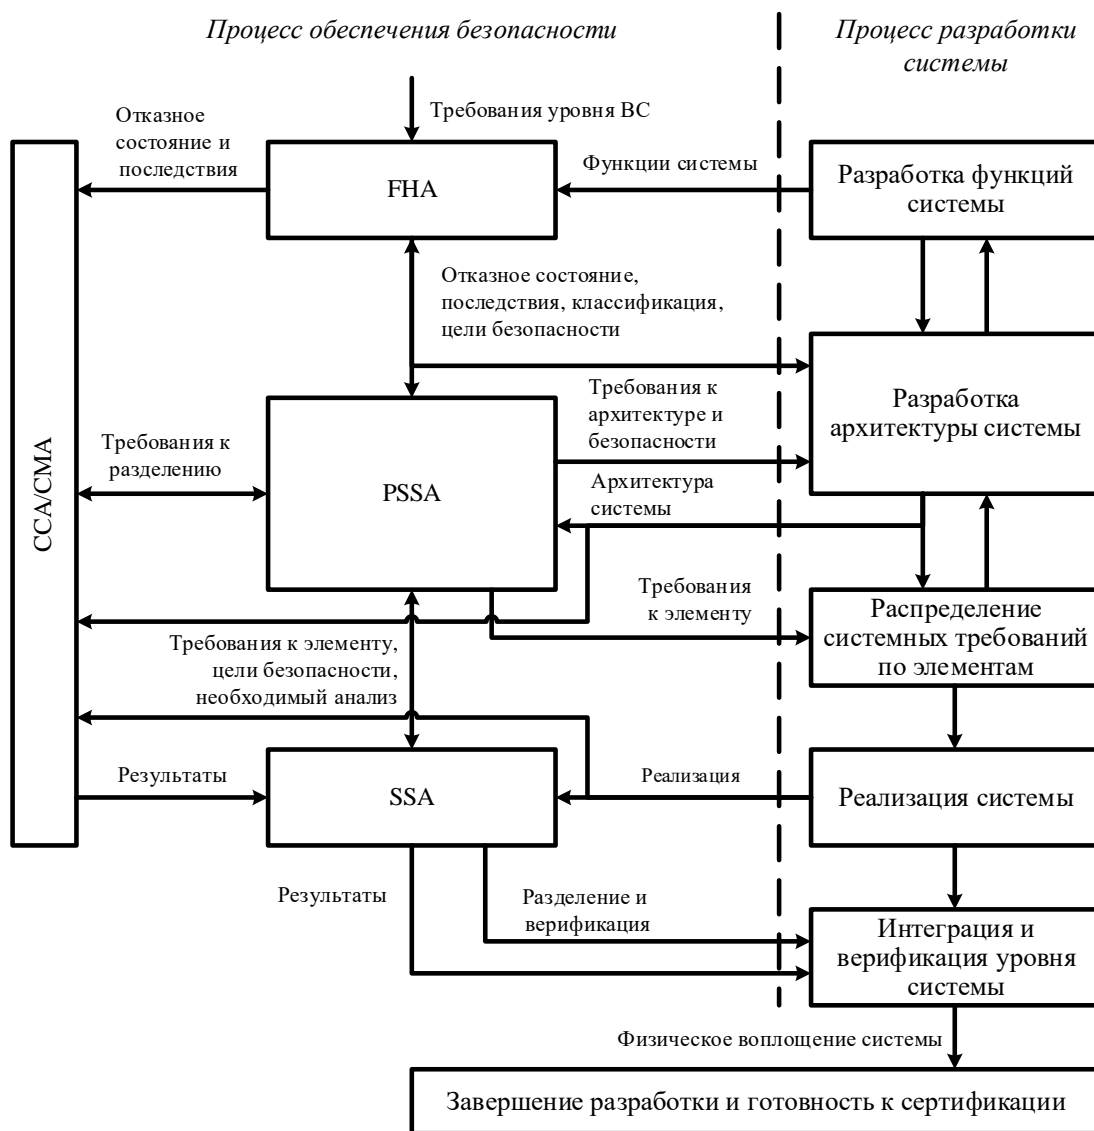 Процесс обеспечения безопасности
Процесс разработки
системы
Требования уровня ВС
Отказное
состояние и
последствия
FHA
Функции системы
Разработка функций
системы
Отказное состояние,
последствия, классификация,
цели безопасности
Требования к
архитектуре и
безопасности
Разработка
архитектуры системы
Требования к
разделению
CCA/CMA
PSSA
Архитектура
системы
Требования
к элементу
Распределение
системных требований
по элементам
Требования к элементу,
цели безопасности,
необходимый анализ
Результаты
SSA
Реализация
Реализация системы
Результаты
Разделение и
верификация
Интеграция и
верификация уровня
системы
Физическое воплощение системы
Завершение разработки и готовность к сертификации